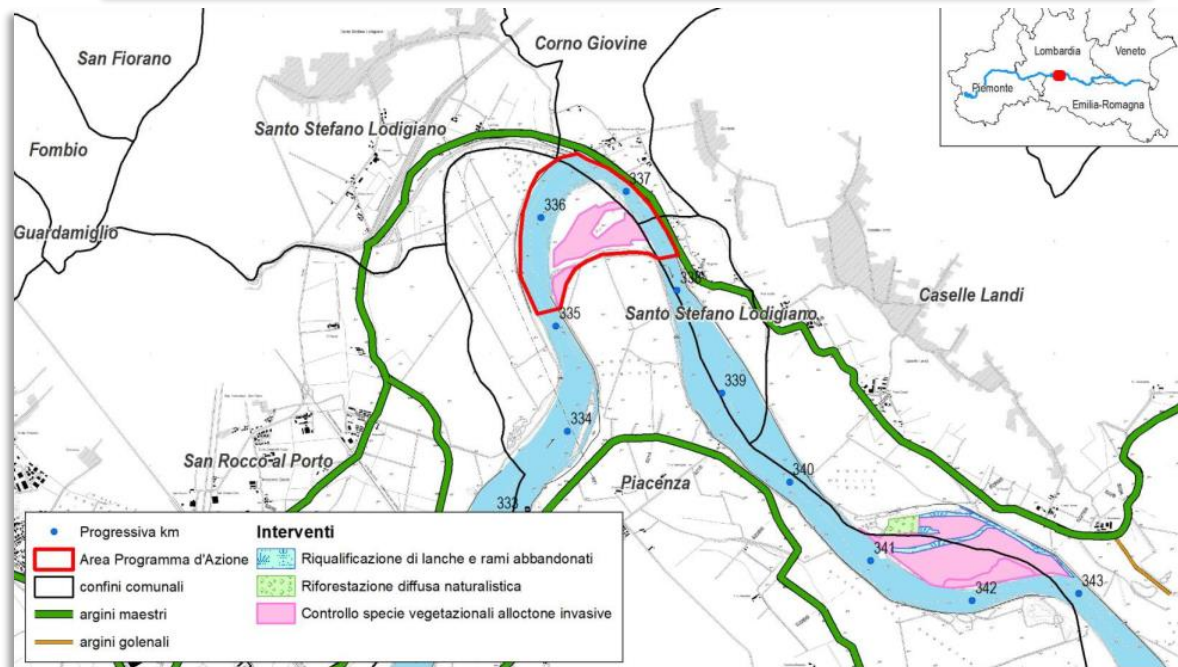 San Fiorano
Corno Giovine
Lombardia
Veneto
Piemonte
Emilia-Romagna
Santo Stefano Lodigiano
Fombio
337
336
Guardamiglio
338
Caselle Landi
Santo Stefano Lodigiano
335
339
334
San Rocco al Porto
340
Piacenza
333
341
342
343
Progressiva km
Area Programma d'Azione
confini comunali
argini maestri
argini golenali
Interventi
Riqualificazione di lanche e rami abbandonati
Riforestazione diffusa naturalistica
Controllo specie vegetazionali alloctone invasive